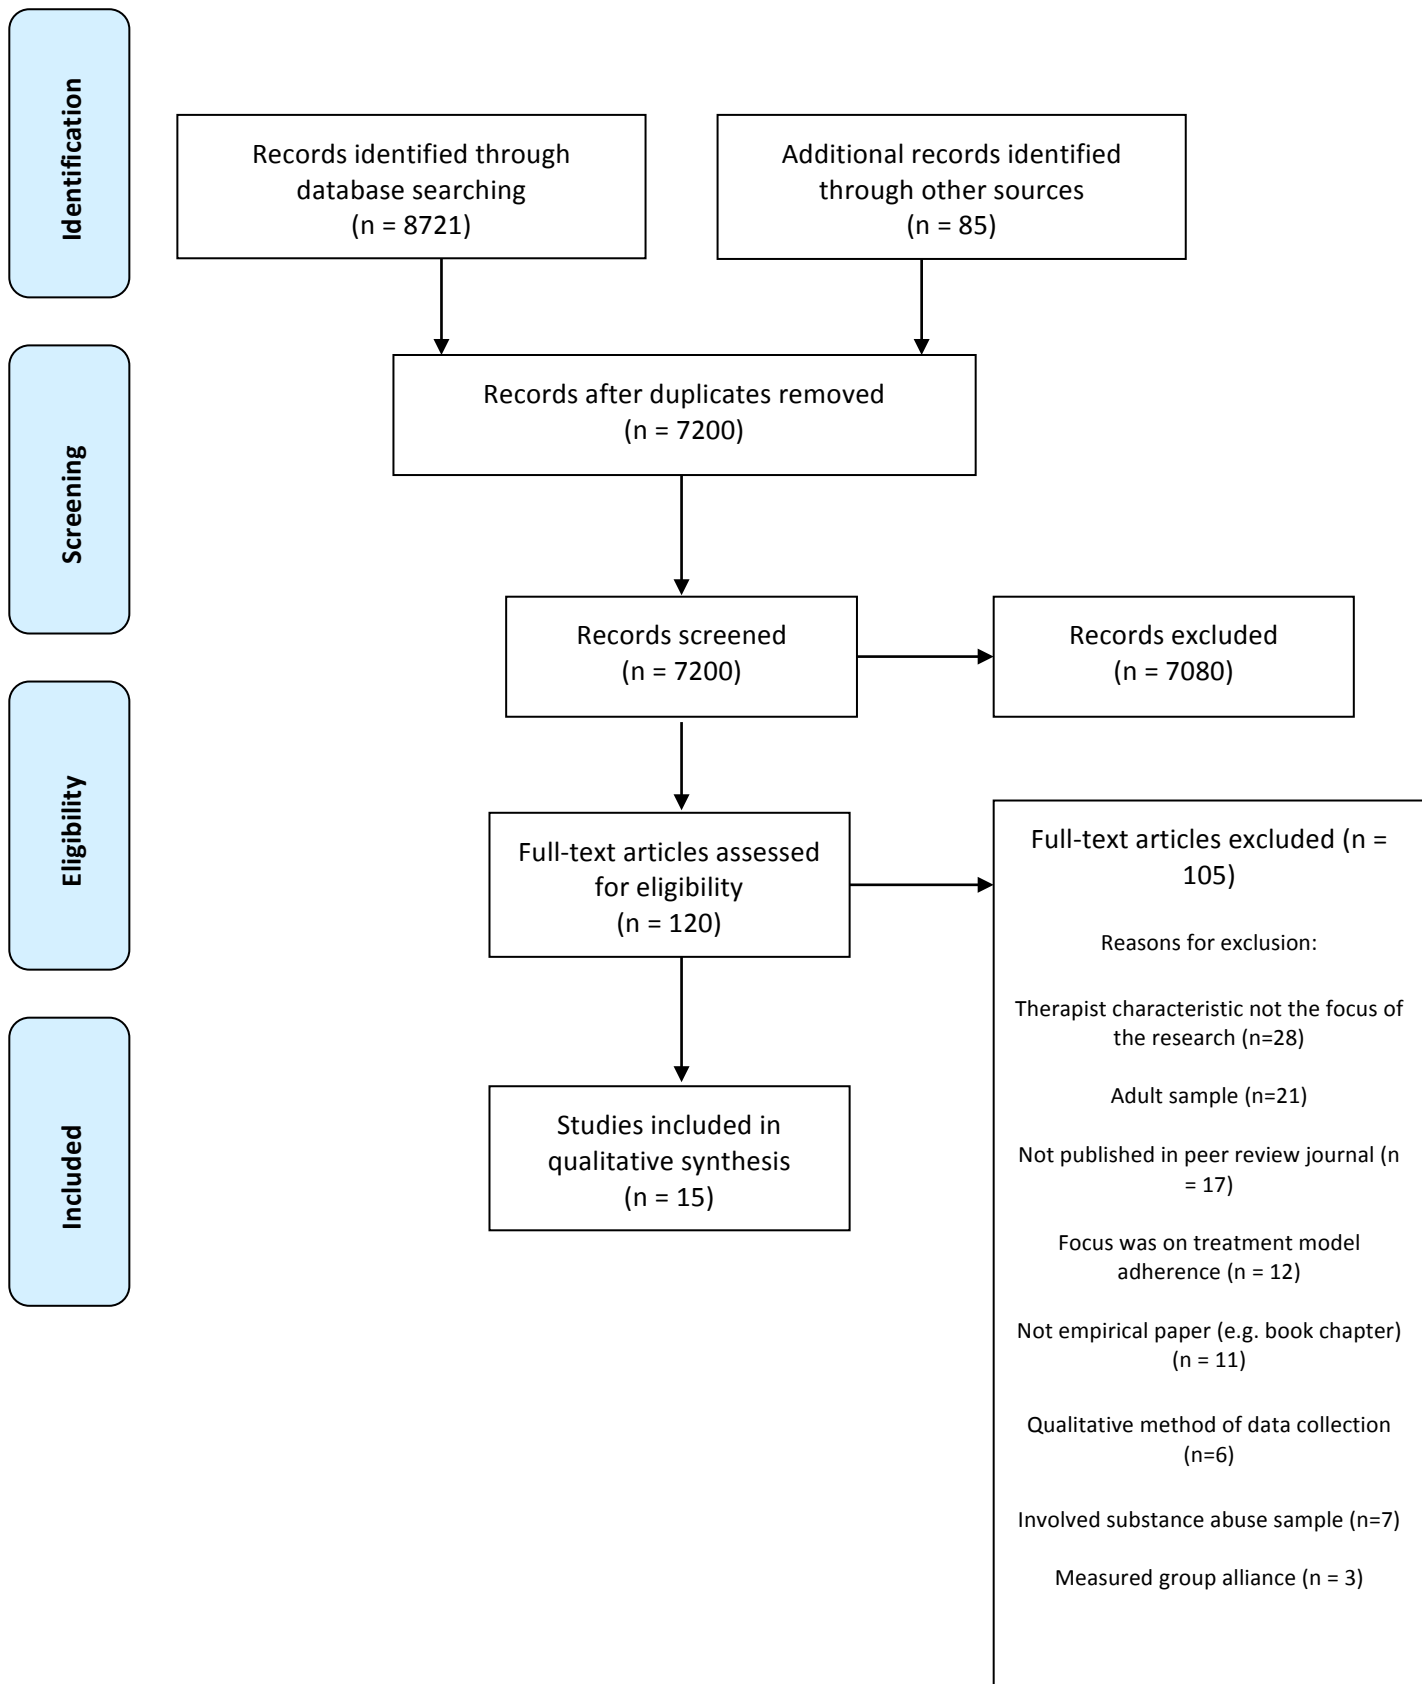 Identification
Records identified through
database searching
(n = 8721)
Additional records identified
through other sources
(n = 85)
Records after duplicates removed
(n = 7200)
Screening
Records screened
(n = 7200)
Records excluded
(n = 7080)
Eligibility
Full-text articles assessed
for eligibility
(n = 120)
Full-text articles excluded (n =
105)
Reasons for exclusion:
Therapist characteristic not the focus of
the research (n=28)
Adult sample (n=21)
Not published in peer review journal (n
= 17)
Focus was on treatment model
adherence (n = 12)
Not empirical paper (e.g. book chapter)
(n = 11)
Qualitative method of data collection
(n=6)
Involved substance abuse sample (n=7)
Measured group alliance (n = 3)
Included
Studies included in
qualitative synthesis
(n = 15)